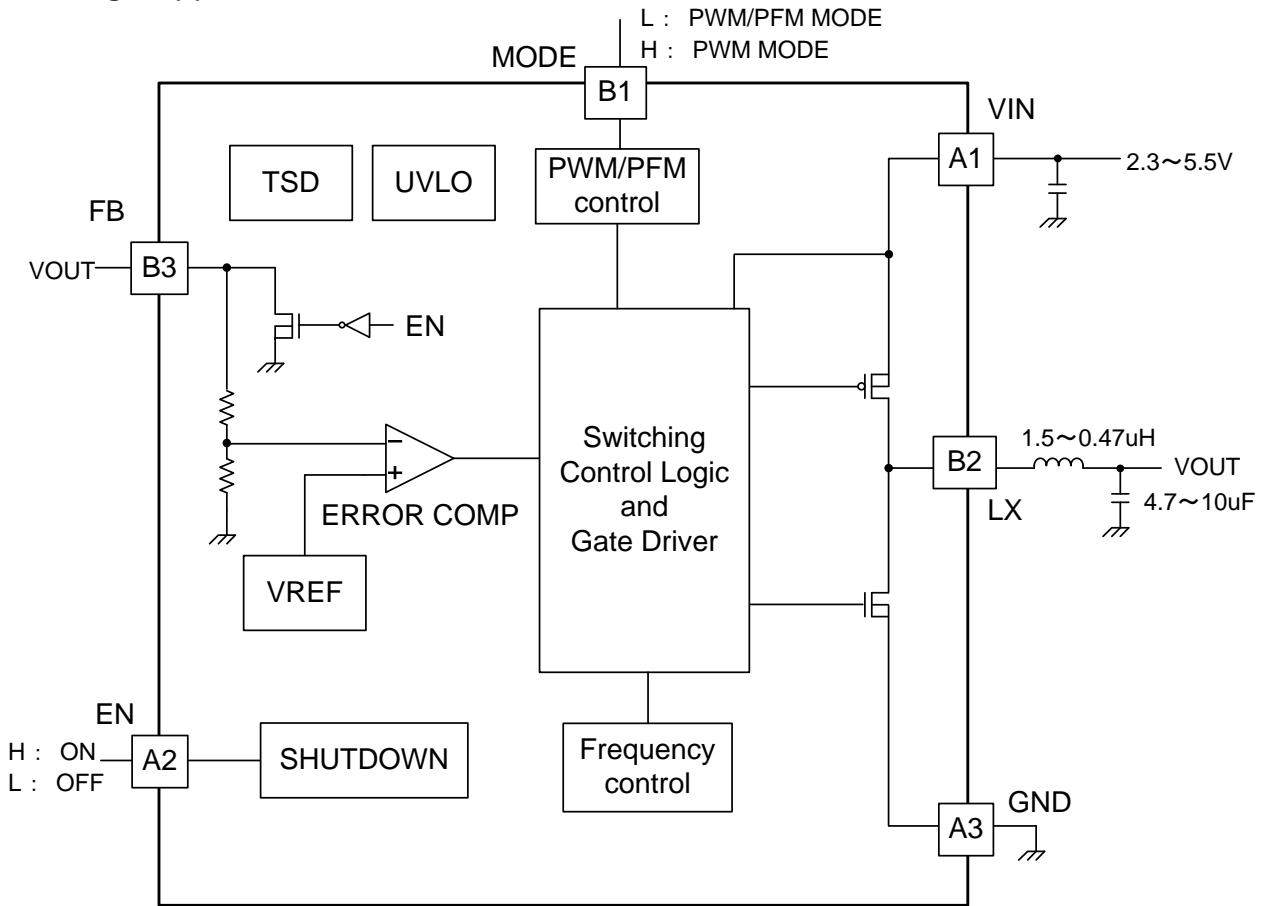 L : PWM/PFM MODE
H : PWM MODE
MODE
B1
VIN
A1
2.3～5.5V
TSD
UVLO
PWM/PFM
control
FB
VOUT
B3
EN
Switching
Control Logic
and
Gate Driver
1.5～0.47uH
B2
VOUT
LX
4.7～10uF
−
+
ERROR COMP
VREF
EN
H : ON
L : OFF
A2
SHUTDOWN
Frequency
control
GND
A3